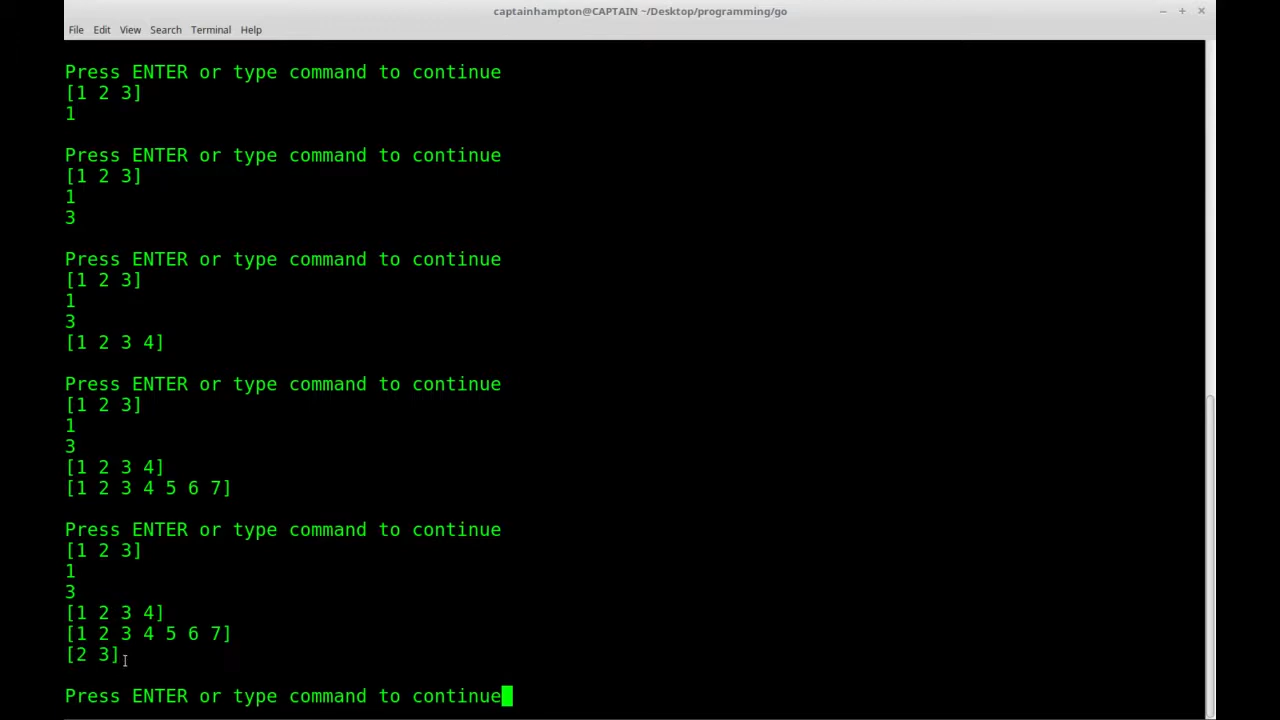 captainhampton@CAPTAIN ~/Desktop/programming/go
File Edit View Search Terminal Help
Press ENTER or type command to continue
[1 2 3]
1
Press ENTER or type command to continue
[1 2 3]
1
3
Press ENTER or type command to continue
[1 2 3]
1
3
[1 2 3 4]
Press ENTER or type command to continue
[1 2 3]
1
3
[1 2 3 4]
[1 2 3 4 5 6 7]
Press ENTER or type command to continue
[1 2 3]
1
3
[1 2 3 4]
[1 2 3 4 5 6 7]
[2 3]
Press ENTER or type command to continue